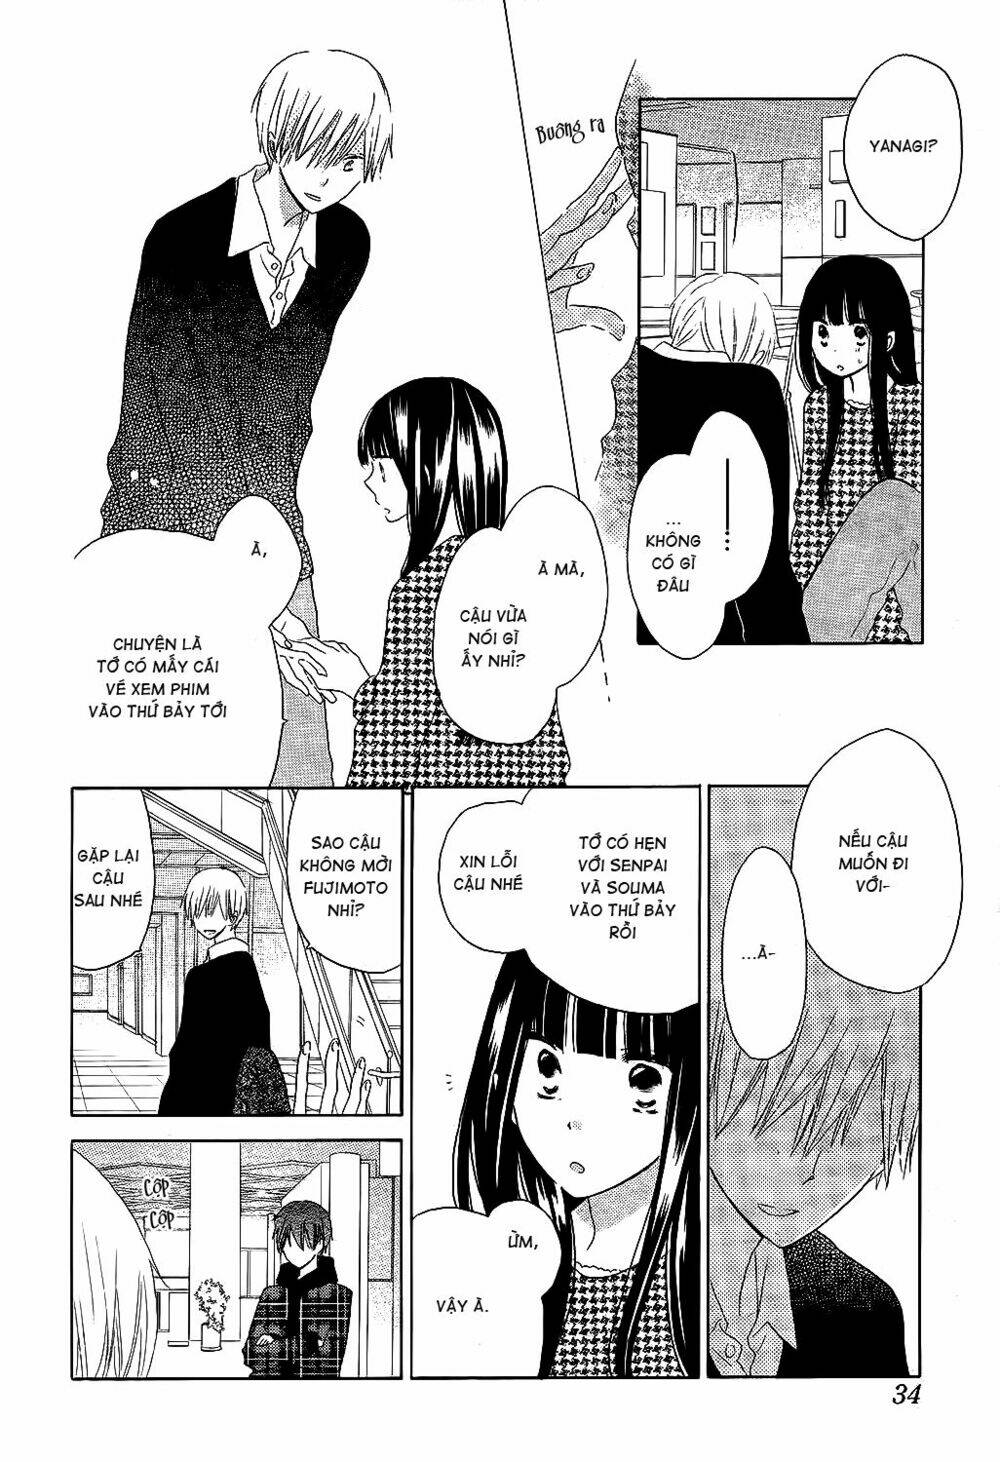 YANAGI?
...
KHÔNG
CÓ GÌ
ĐÂU
Buông ra
À MÀ,
CẬU VỪA
NÓI GÌ
ẤY NHỈ?
À,
CHUYỆN LÀ
TỚ CÓ MẤY CÁI
VÉ XEM PHIM
VÀO THỨ BẢY TỚI
NẾU CẬU
MUỐN ĐI
VỚI-
...À-
TỚ CÓ HẸN
VỚI SENPAI
VÀ SOUMA
VÀO THỨ BẢY
RỒI
XIN LỖI
CẬU NHÉ
ỪM,
VẬY À.
SAO CẬU
KHÔNG MỜI
FUJIMOTO
NHỈ?
GẶP LẠI
CẬU
SAU NHÉ
CỘP
CỘP
34